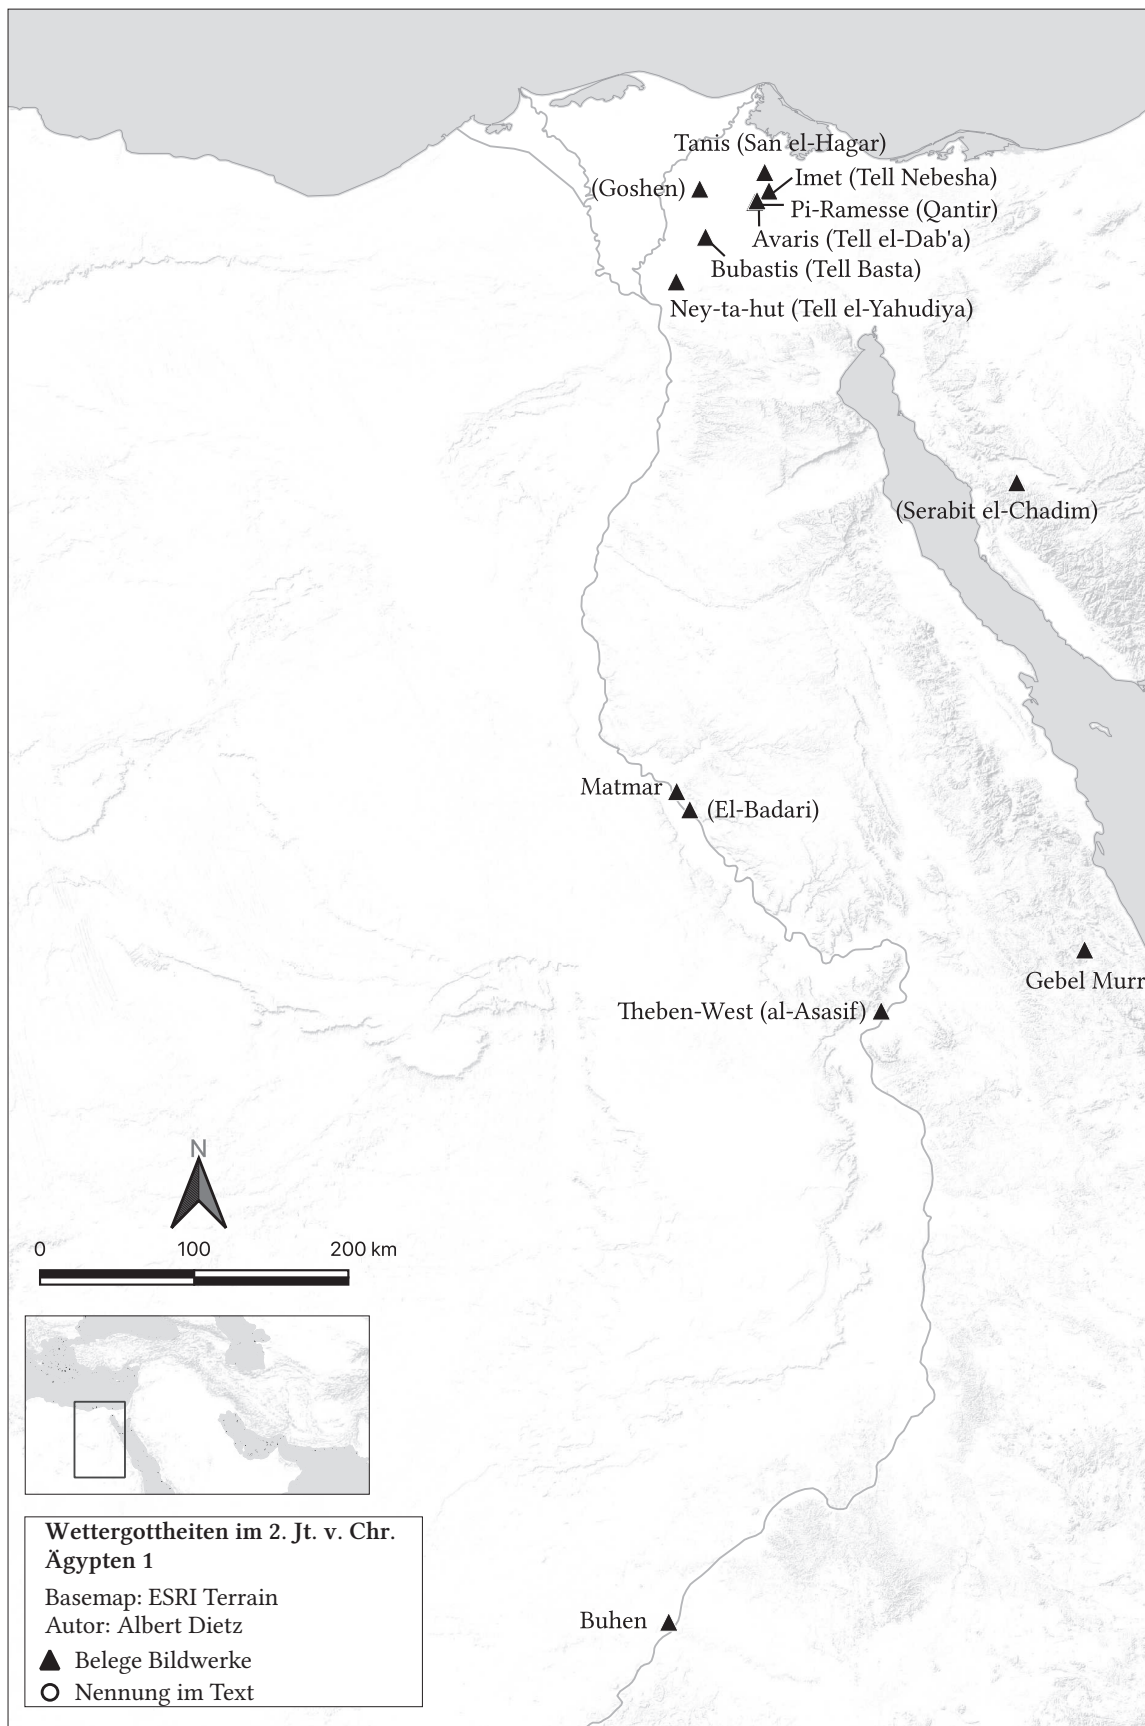 Tanis (San el-Hagar)
Imet (Tell Nebesha)
(Goshen)
Pi-Ramesse (Qantir)
Avaris (Tell el-Dab'a)
Bubastis (Tell Basta)
Ney-ta-hut (Tell el-Yahudiya)
(Serabit el-Chadim)
Matmar
(El-Badari)
Gebel Murr
Theben-West (al-Asasif)
N
0 100 200 km
Wettergottheiten im 2. Jt. v. Chr.
Ägypten 1
Basemap: ESRI Terrain
Autor: Albert Dietz
Buhen
Belege Bildwerke
Nennung im Text